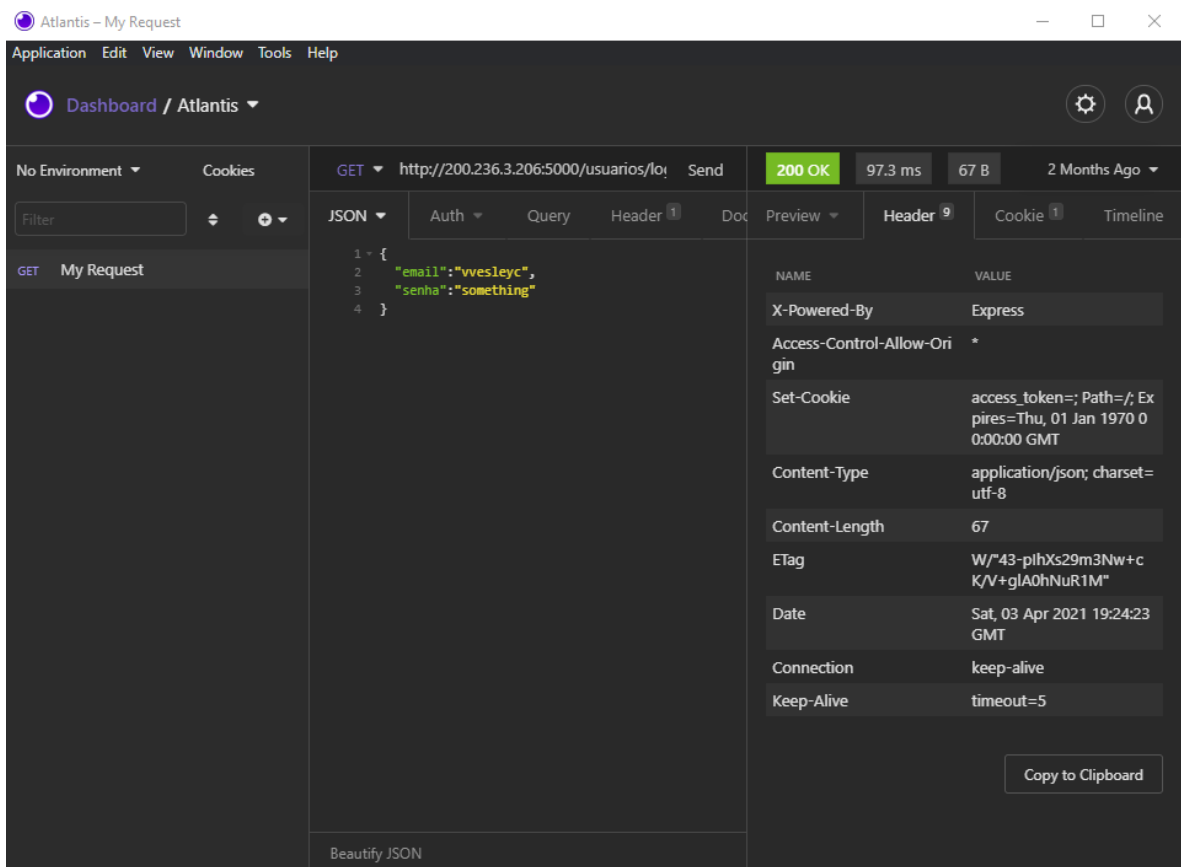 Atlantis – My Request
Application Edit View Window Tools Help
Dashboard / Atlantis
No Environment Cookies
Filter
GET My Request
GET http://200.236.3.206:5000/usuarios/log Send
JSON Auth Query Header 1 Doc
1 {
2 "email":"vvesleyc",
3 "senha":"something"
4 }
Beautify JSON
200 OK 97.3 ms 67 B 2 Months Ago
Preview Header 9 Cookie 1 Timeline
NAME VALUE
X-Powered-By Express
Access-Control-Allow-Ori *
gin
Set-Cookie access_token=; Path=/; Ex
pires=Thu, 01 Jan 1970 0
0:00:00 GMT
Content-Type application/json; charset=
utf-8
Content-Length 67
ETag W/"43-pIhXs29m3Nw+c
K/V+glA0hNuR1M"
Date Sat, 03 Apr 2021 19:24:23
GMT
Connection keep-alive
Keep-Alive timeout=5
Copy to Clipboard